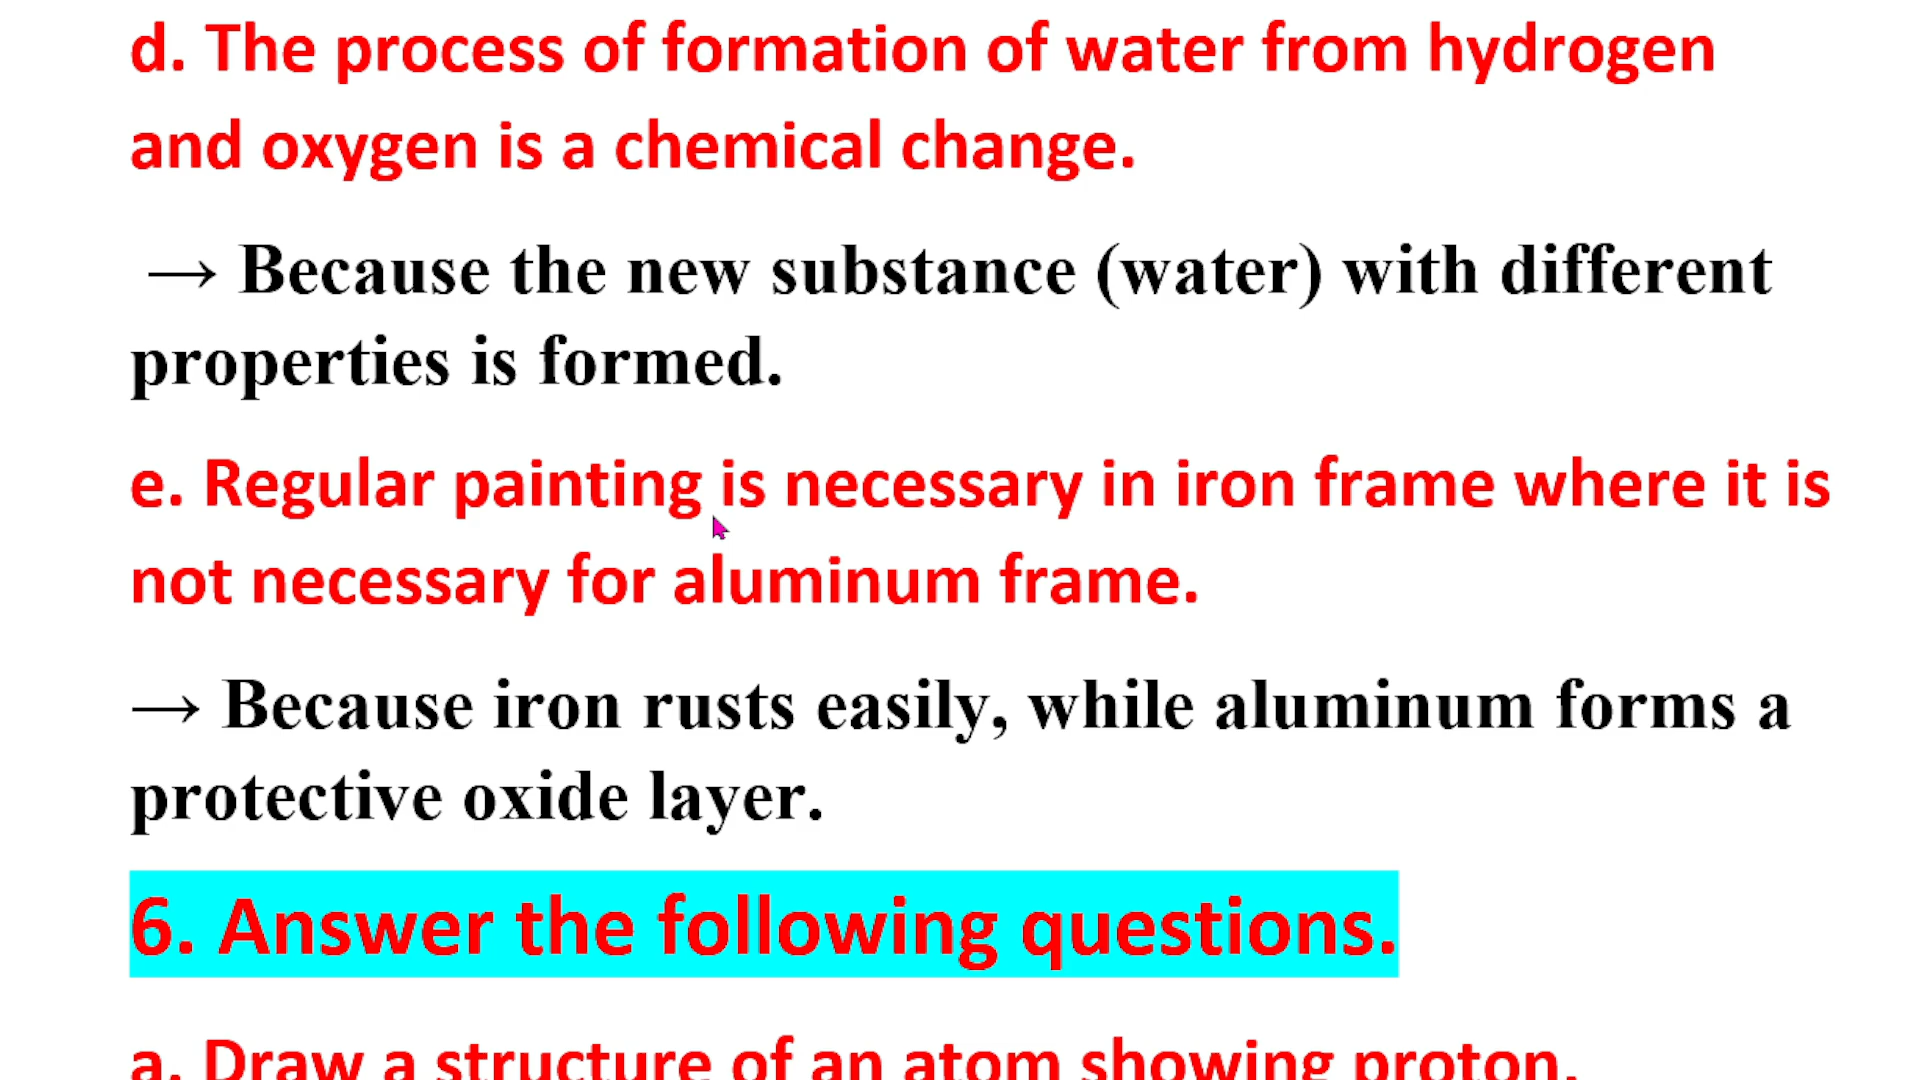 d. The process of formation of water from hydrogen
and oxygen is a chemical change.
→ Because the new substance (water) with different
properties is formed.
e. Regular painting is necessary in iron frame where it is
not necessary for aluminum frame.
→ Because iron rusts easily, while aluminum forms a
protective oxide layer.
6. Answer the following questions.
a. Draw a structure of an atom showing proton,